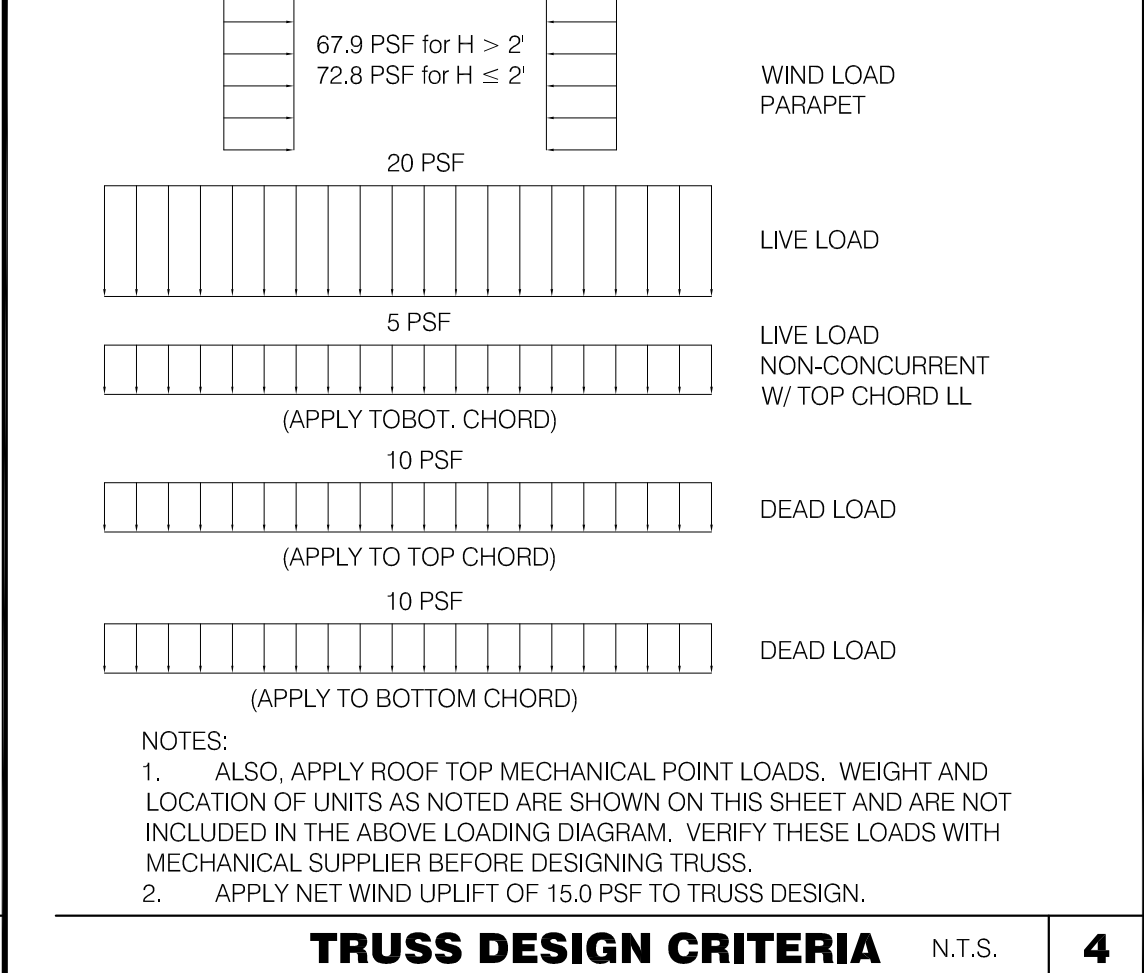 67.9 PSF for H > 2'
72.8 PSF for H ≤ 2'
WIND LOAD
PARAPET
20 PSF
LIVE LOAD
5 PSF
LIVE LOAD
NON-CONCURRENT
W/ TOP CHORD LL
(APPLY TOBOT. CHORD)
10 PSF
DEAD LOAD
(APPLY TO TOP CHORD)
10 PSF
DEAD LOAD
(APPLY TO BOTTOM CHORD)
NOTES:
1. ALSO, APPLY ROOF TOP MECHANICAL POINT LOADS. WEIGHT AND
LOCATION OF UNITS AS NOTED ARE SHOWN ON THIS SHEET AND ARE NOT
INCLUDED IN THE ABOVE LOADING DIAGRAM. VERIFY THESE LOADS WITH
MECHANICAL SUPPLIER BEFORE DESIGNING TRUSS.
2. APPLY NET WIND UPLIFT OF 15.0 PSF TO TRUSS DESIGN.
TRUSS DESIGN CRITERIA N.T.S. 4